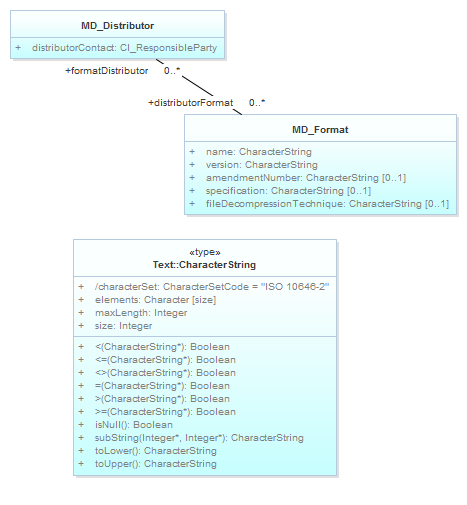 MD_Distributor
+ distributorContact: CI_ResponsibleParty
+formatDistributor 0..*
+distributorFormat 0..*
MD_Format
+ name: CharacterString
+ version: CharacterString
+ amendmentNumber: CharacterString [0..1]
+ specification: CharacterString [0..1]
+ fileDecompressionTechnique: CharacterString [0..1]
«type»
Text::CharacterString
+ /characterSet: CharacterSetCode = "ISO 10646-2"
+ elements: Character [size]
+ maxLength: Integer
+ size: Integer
+ <(CharacterString*): Boolean
+ <=(CharacterString*): Boolean
+ <>(CharacterString*): Boolean
+ =(CharacterString*): Boolean
+ >(CharacterString*): Boolean
+ >=(CharacterString*): Boolean
+ isNull(): Boolean
+ subString(Integer*, Integer*): CharacterString
+ toLower(): CharacterString
+ toUpper(): CharacterString